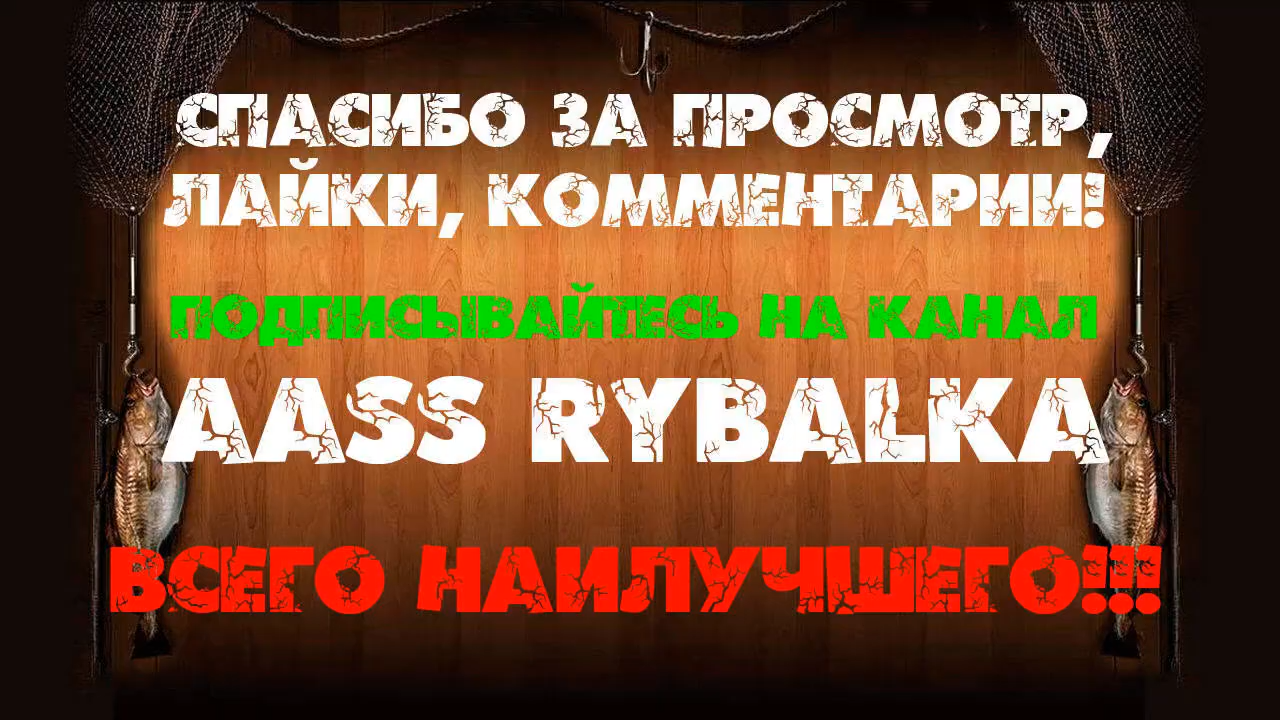 СПАСИБО ЗА ПРОСМОТР,
ЛАЙКИ, КОММЕНТАРИИ!
ПОДПИСЫВАЙТЕСЬ НА КАНАЛ
AASS RYBALKA
ВСЕГО НАИЛУЧШЕГО!!!